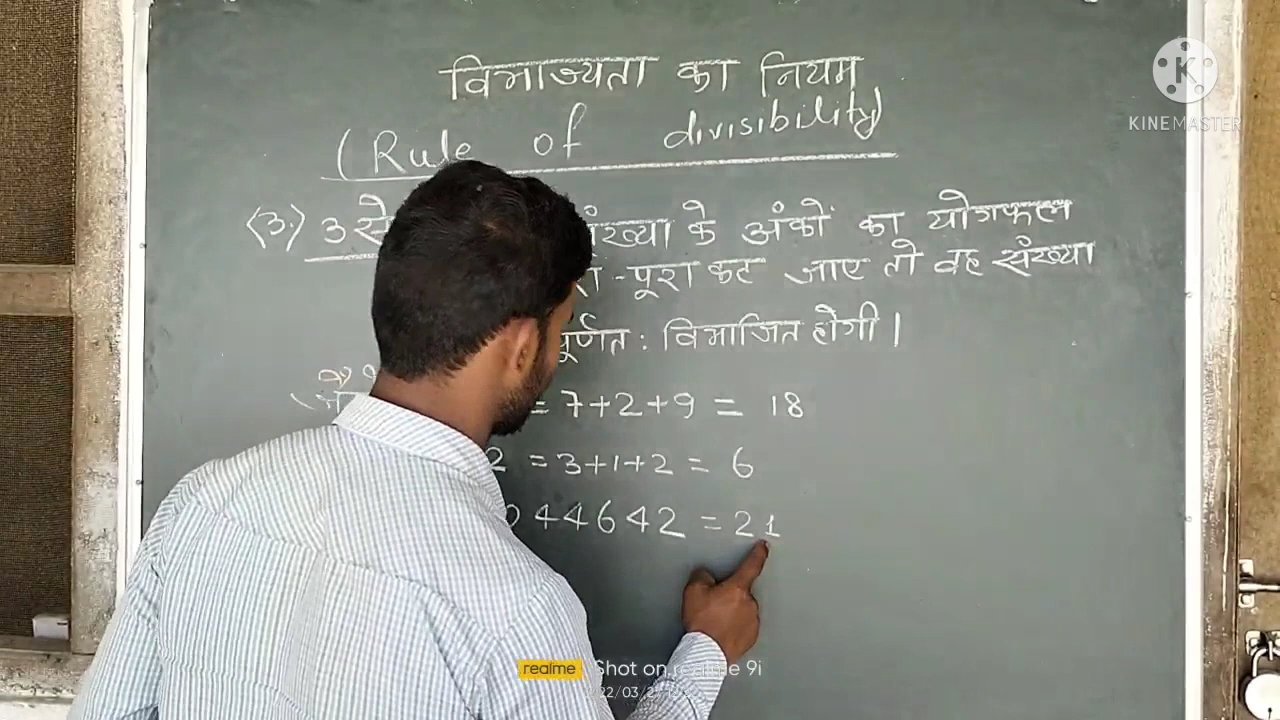 विभाज्यता का नियम
(Rule of divisibility)
(3.) 3 से संख्या के अंकों का योगफल
-पूरा कट जाए तो वह संख्या
पूर्णत: विभाजित होगी।
= 7+2+9 = 18
2 = 3+1+2 = 6
044642 = 21
KINEMASTER
realme Shot on realme 9i